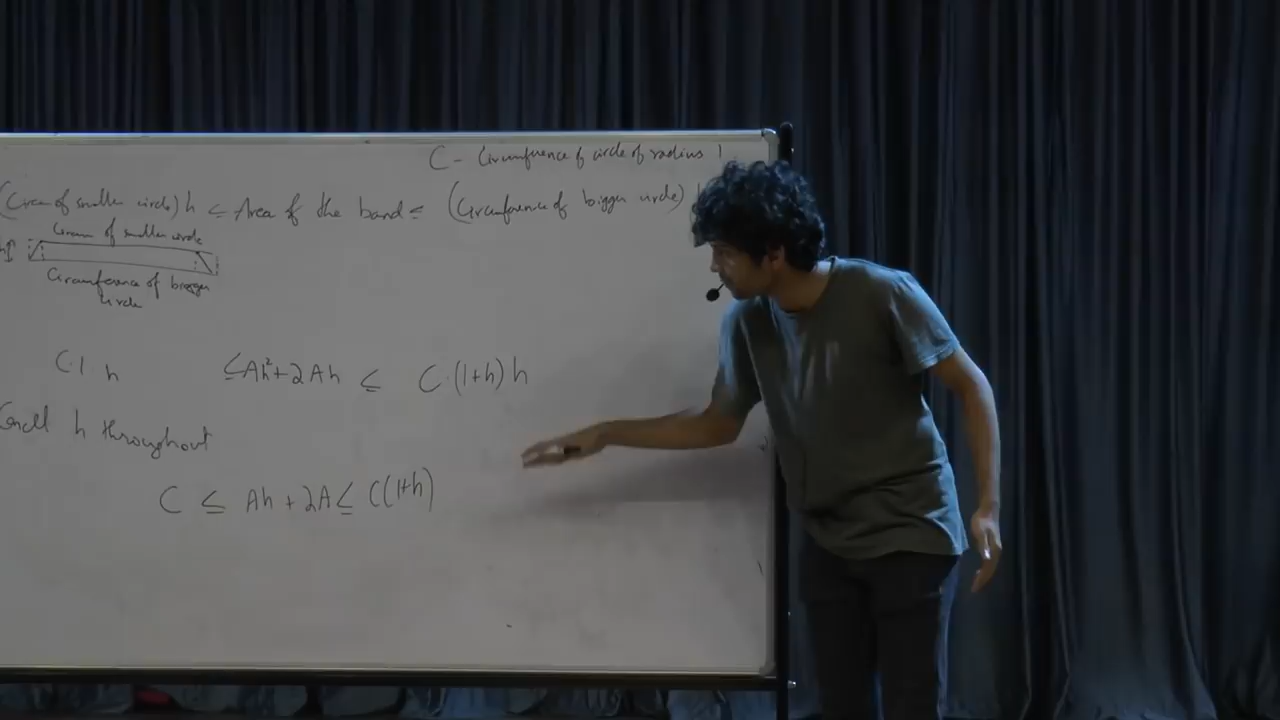 C - Circumference of circle of radius 1
(Circum of smaller circle) h ≤ Area of the band ≤ (Circumference of bigger circle)
Circum of smaller circle
h
Circumference of bigger
circle
C·1 h ≤ Ah²+2Ah ≤ C·(1+h)h
Cancel h throughout
C ≤ Ah + 2A ≤ C(1+h)